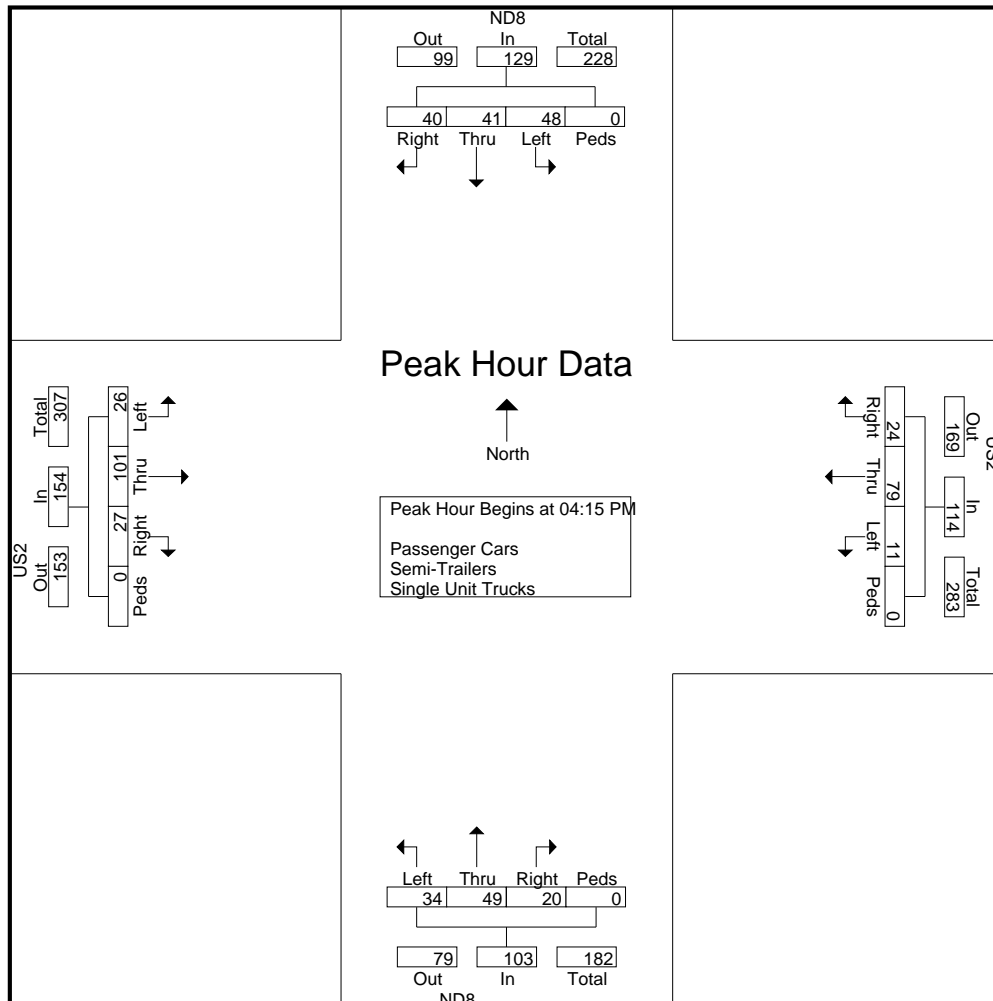 ND8
Out In Total
99 129 228
40 41 48 0
Right Thru Left Peds
Peak Hour Data
North
Peak Hour Begins at 04:15 PM
Passenger Cars
Semi-Trailers
Single Unit Trucks
US2
Total In Out
307 154 153
26 101 27 0
Left Thru Right Peds
US2
Out In Total
169 114 283
24 79 11 0
Right Thru Left Peds
Left Thru Right Peds
34 49 20 0
79 103 182
Out In Total
ND8